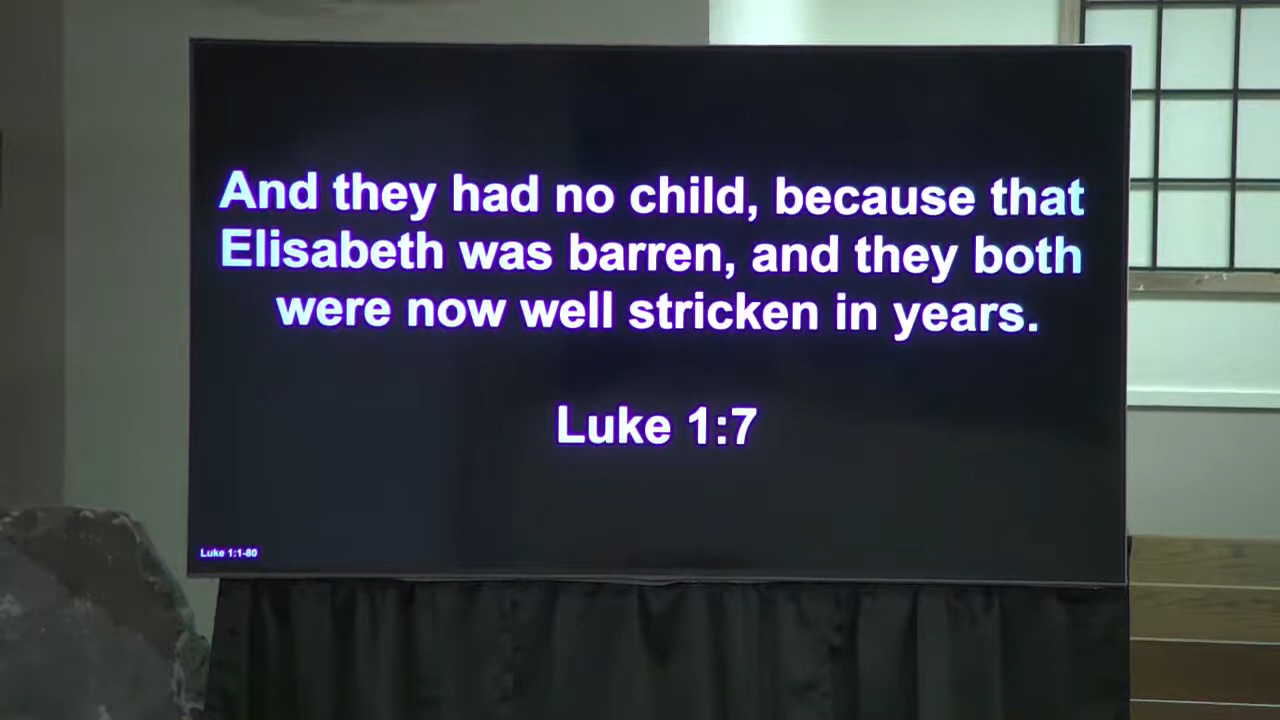 And they had no child, because that
Elisabeth was barren, and they both
were now well stricken in years.
Luke 1:7
Luke 1:1-80